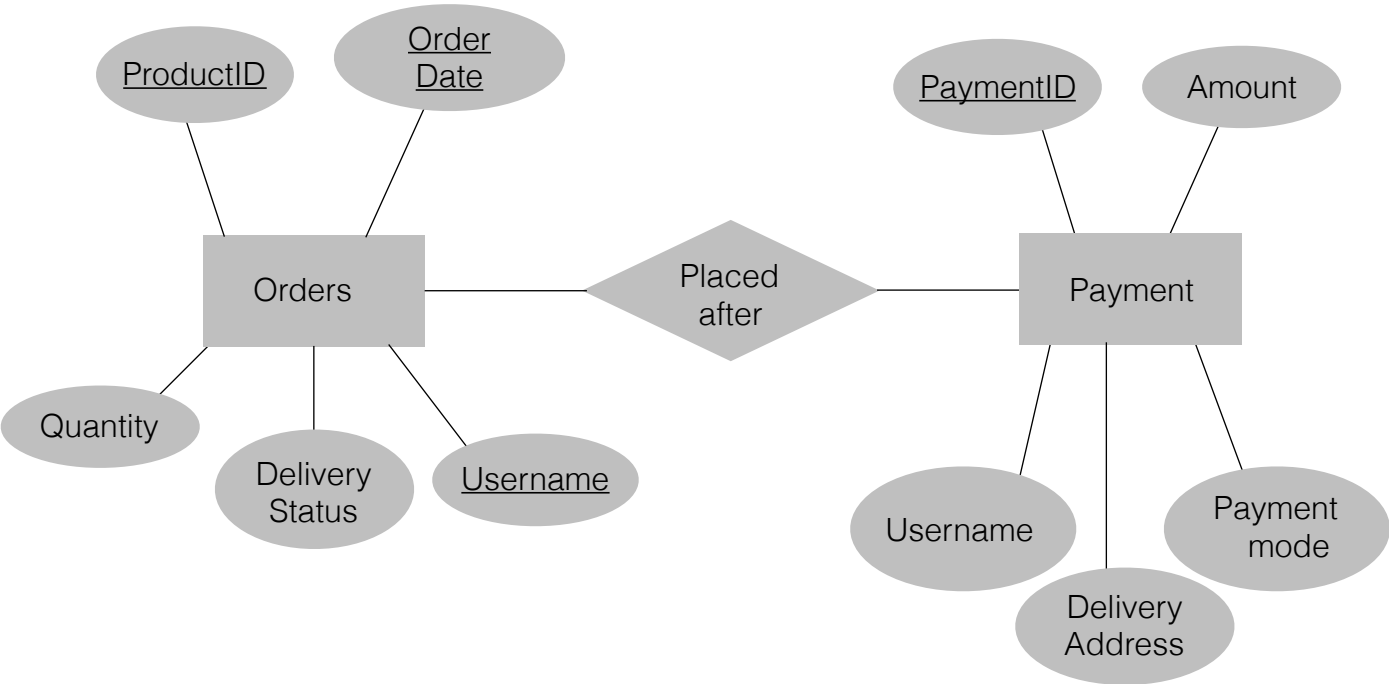 ProductID
Order
Date
PaymentID
Amount
Orders
Placed
after
Payment
Quantity
Delivery
Status
Username
Username
Payment
mode
Delivery
Address